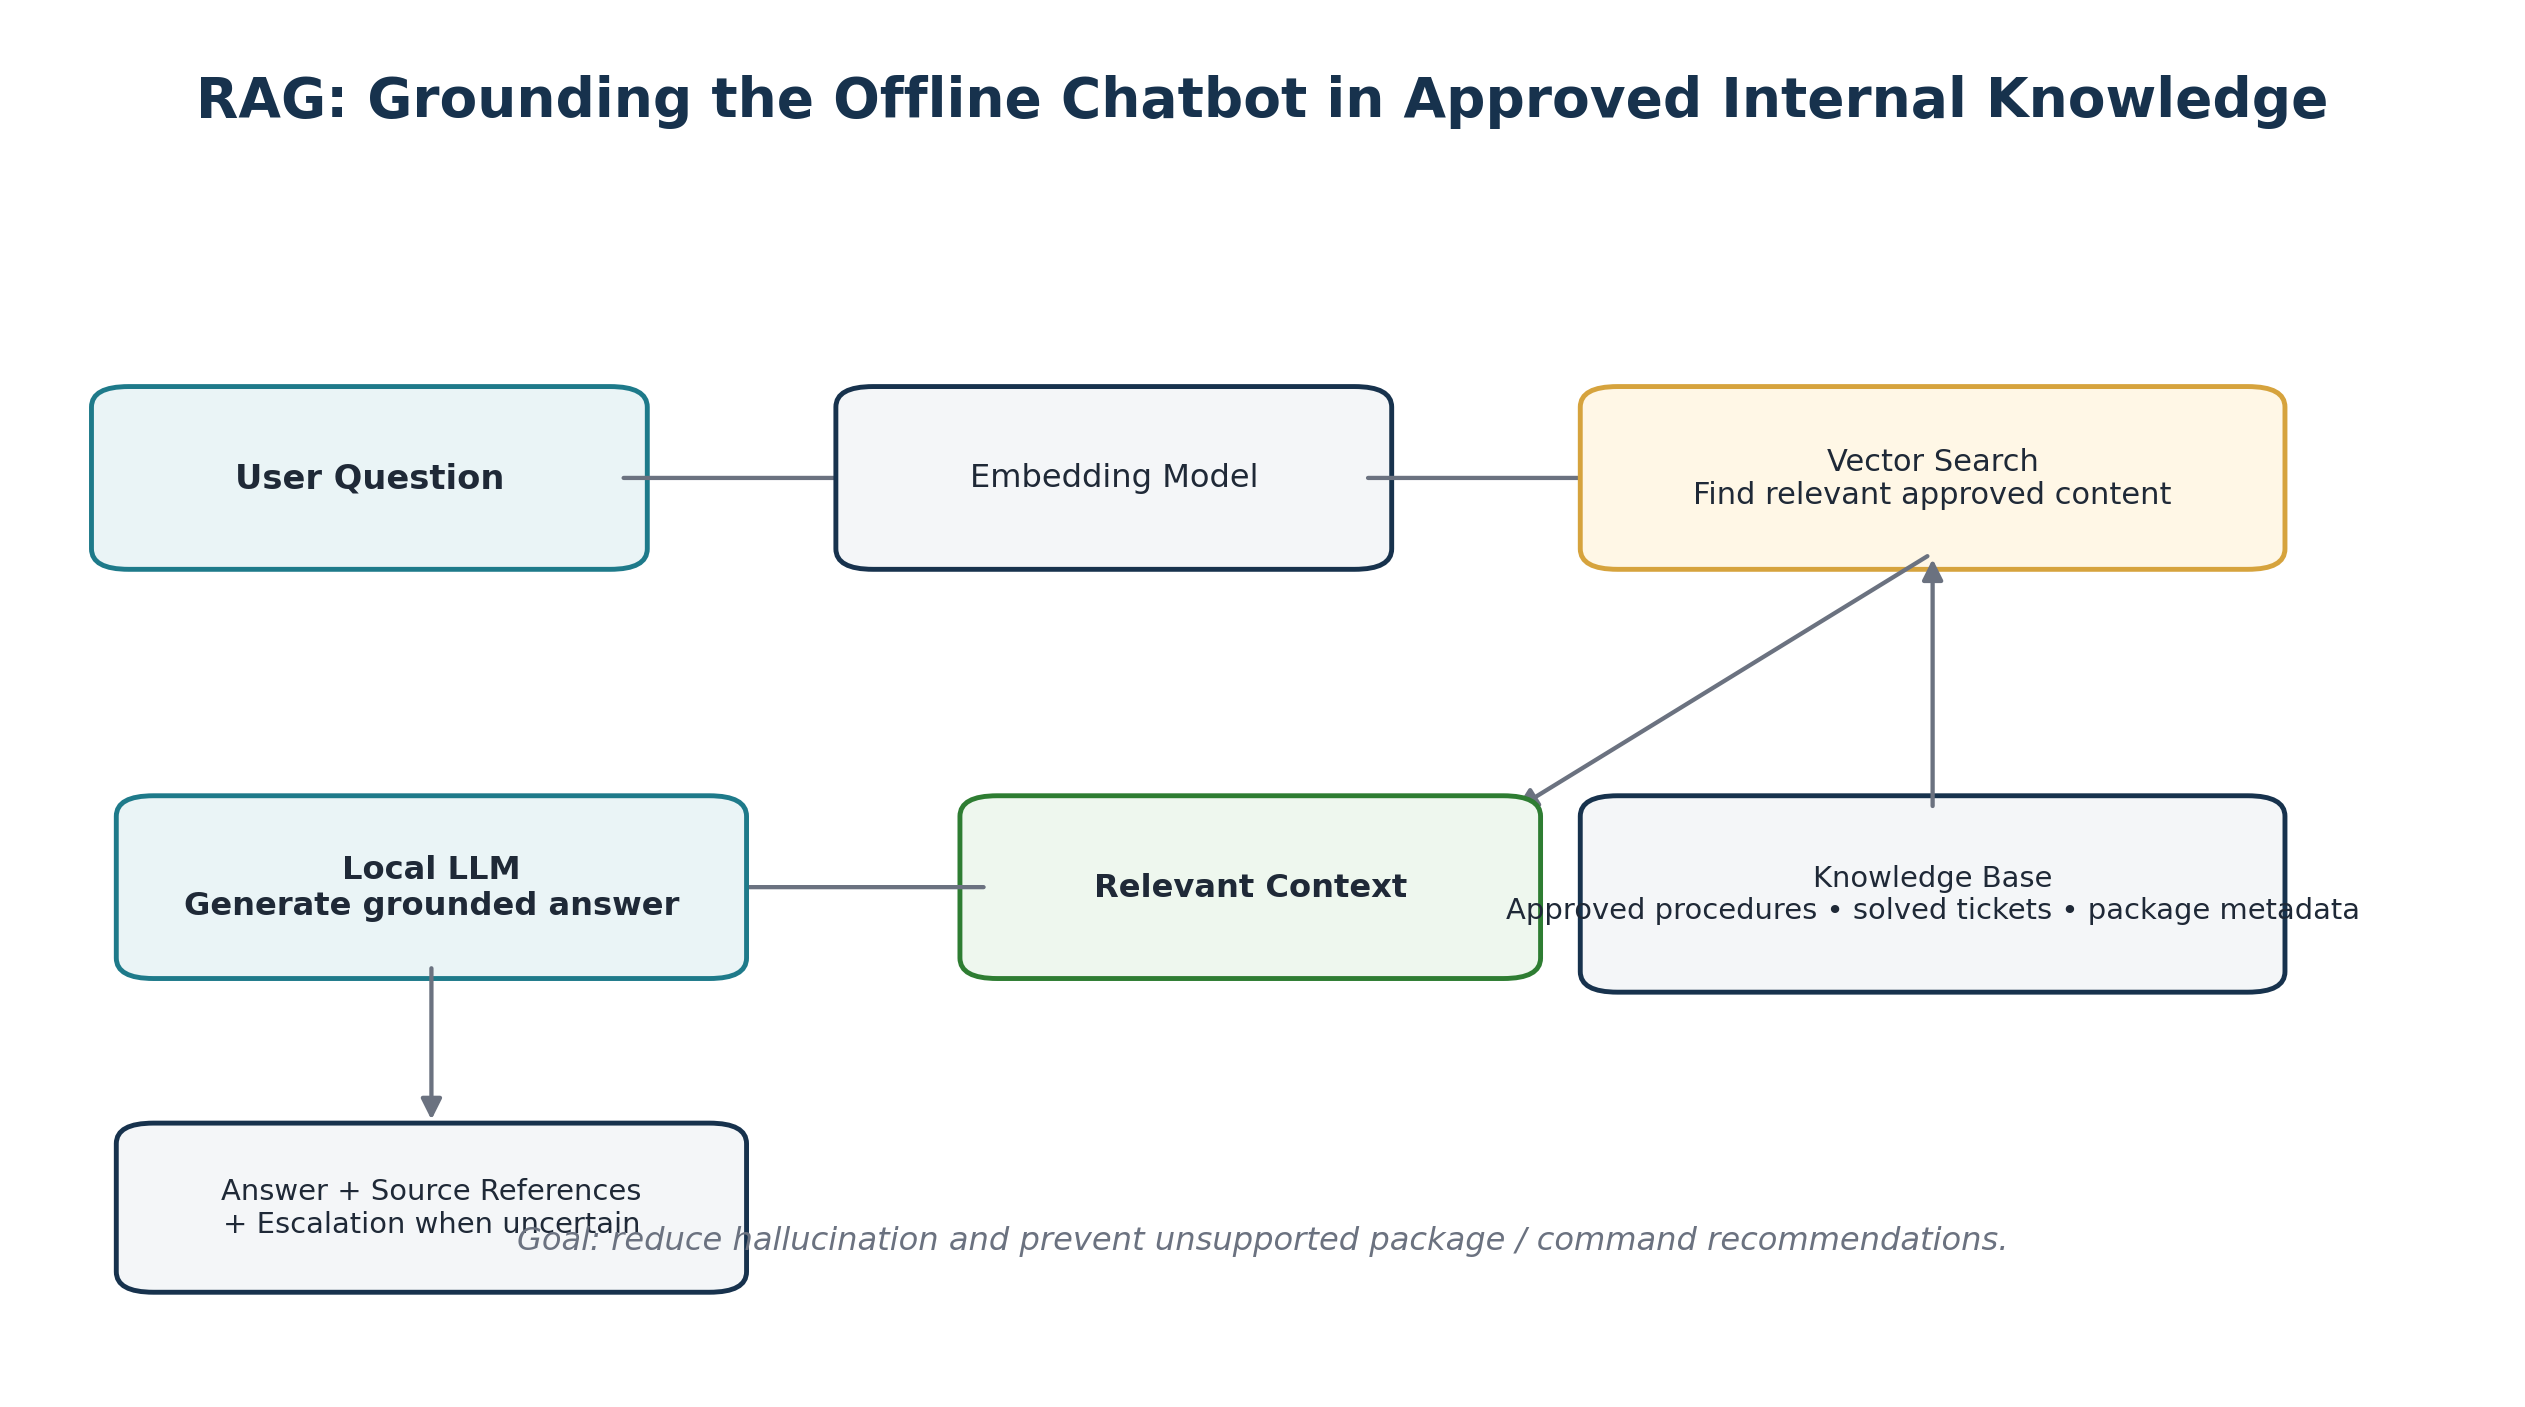 RAG: Grounding the Offline Chatbot in Approved Internal Knowledge
User Question
Embedding Model
Vector Search
Find relevant approved content
Local LLM
Generate grounded answer
Relevant Context
Knowledge Base
Approved procedures • solved tickets • package metadata
Answer + Source References
+ Escalation when uncertain
Goal: reduce hallucination and prevent unsupported package / command recommendations.